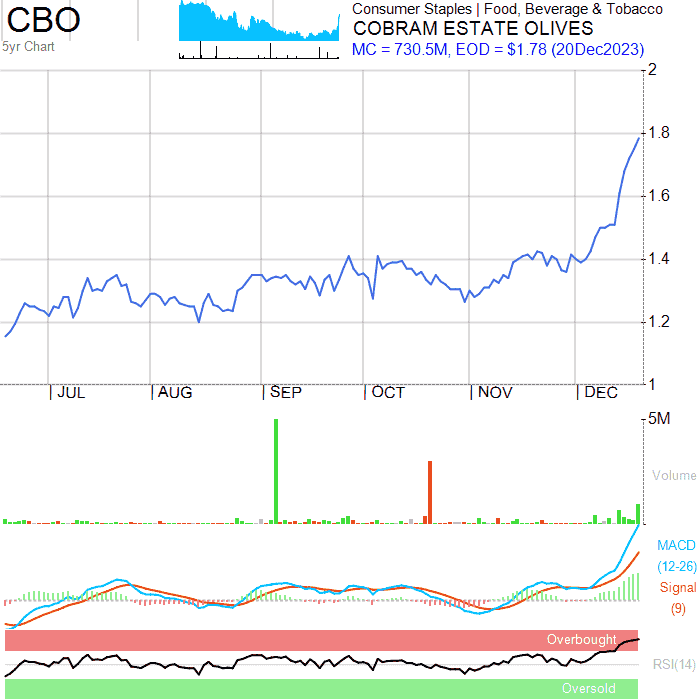 CBO
5yr Chart
Consumer Staples | Food, Beverage & Tobacco
COBRAM ESTATE OLIVES
MC = 730.5M, EOD = $1.78 (20Dec2023)
2
1.8
1.6
1.4
1.2
1
JUL AUG SEP OCT NOV DEC
5M
Volume
MACD
(12-26)
Signal
(9)
Overbought
RSI(14)
Oversold